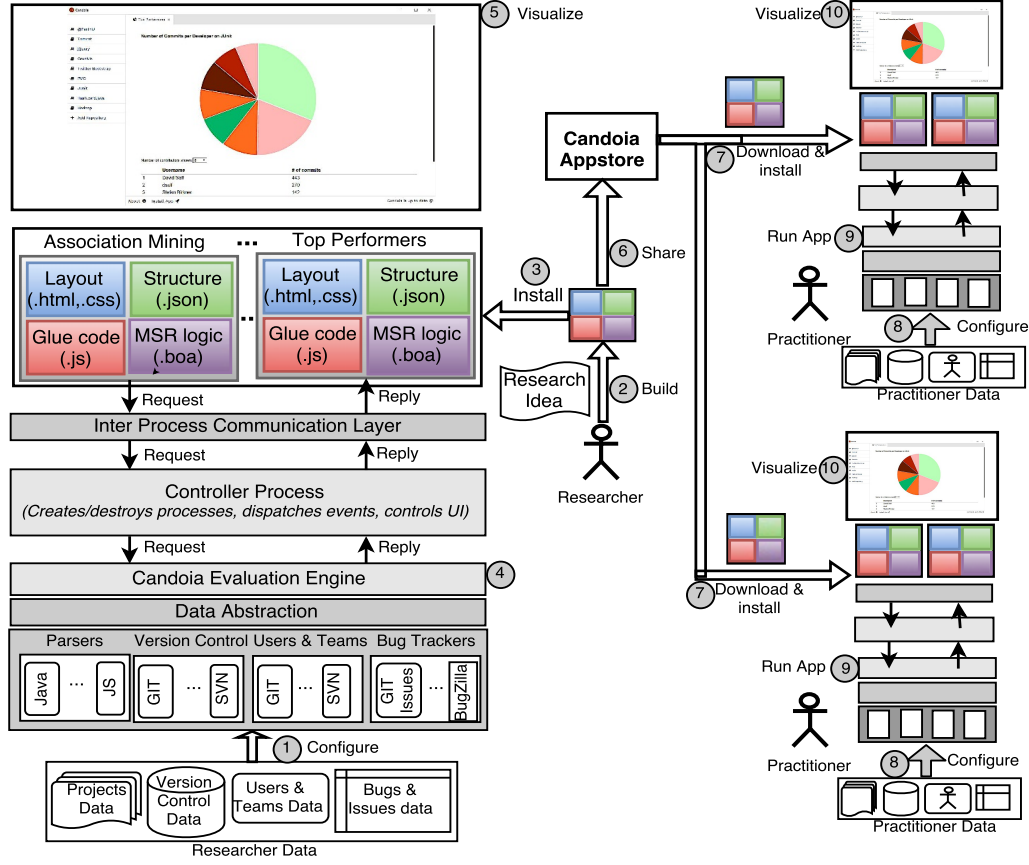 Number of Commits per Developer on JUnit
Username # of commits
1 David Saff 443
2 dsaff 270
5 Visualize
10 Visualize
Candoia
Appstore
7 Download &
install
Association Mining ... Top Performers
Layout
(.html,.css)
Structure
(.json)
Glue code
(.js)
MSR logic
(.boa)
..
Layout
(.html,.css)
Structure
(.json)
Glue code
(.js)
MSR logic
(.boa)
3
Install
6 Share
Research
Idea
2 Build
Researcher
Request
Reply
Inter Process Communication Layer
Request
Reply
Controller Process
(Creates/destroys processes, dispatches events, controls UI)
Request
Reply
Candoia Evaluation Engine
4
Data Abstraction
Parsers Version Control Users & Teams Bug Trackers
Java ... JS
GIT ... SVN
GIT ... SVN
GIT Issues ... BugZilla
1 Configure
Projects
Data
Version
Control
Data
Users &
Teams Data
Bugs &
Issues data
Researcher Data
Run App 9
Practitioner
8 Configure
Practitioner Data
Visualize 10
7 Download &
install
Run App 9
Practitioner
8 Configure
Practitioner Data